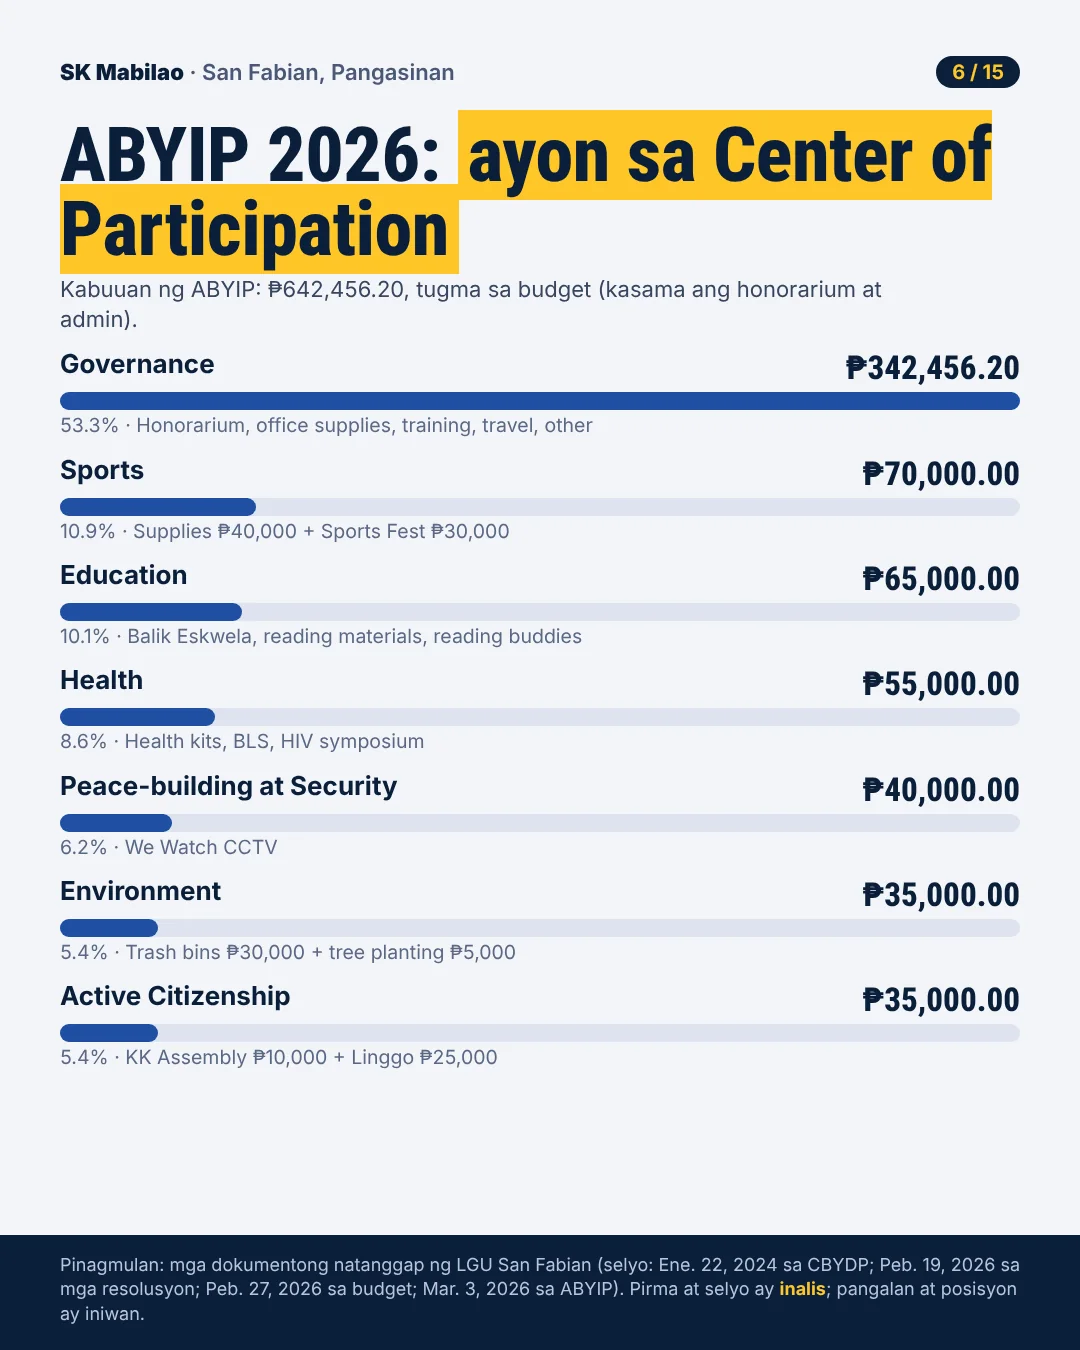 SK Mabilao · San Fabian, Pangasinan
6 / 15
ABYIP 2026: ayon sa Center of
Participation
Kabuuan ng ABYIP: ₱642,456.20, tugma sa budget (kasama ang honorarium at
admin).
Governance
₱342,456.20
53.3% · Honorarium, office supplies, training, travel, other
Sports
₱70,000.00
10.9% · Supplies ₱40,000 + Sports Fest ₱30,000
Education
₱65,000.00
10.1% · Balik Eskwela, reading materials, reading buddies
Health
₱55,000.00
8.6% · Health kits, BLS, HIV symposium
Peace-building at Security
₱40,000.00
6.2% · We Watch CCTV
Environment
₱35,000.00
5.4% · Trash bins ₱30,000 + tree planting ₱5,000
Active Citizenship
₱35,000.00
5.4% · KK Assembly ₱10,000 + Linggo ₱25,000
Pinagmulan: mga dokumentong natanggap ng LGU San Fabian (selyo: Ene. 22, 2024 sa CBYDP; Peb. 19, 2026 sa
mga resolusyon; Peb. 27, 2026 sa budget; Mar. 3, 2026 sa ABYIP). Pirma at selyo ay inalis; pangalan at posisyon
ay iniwan.